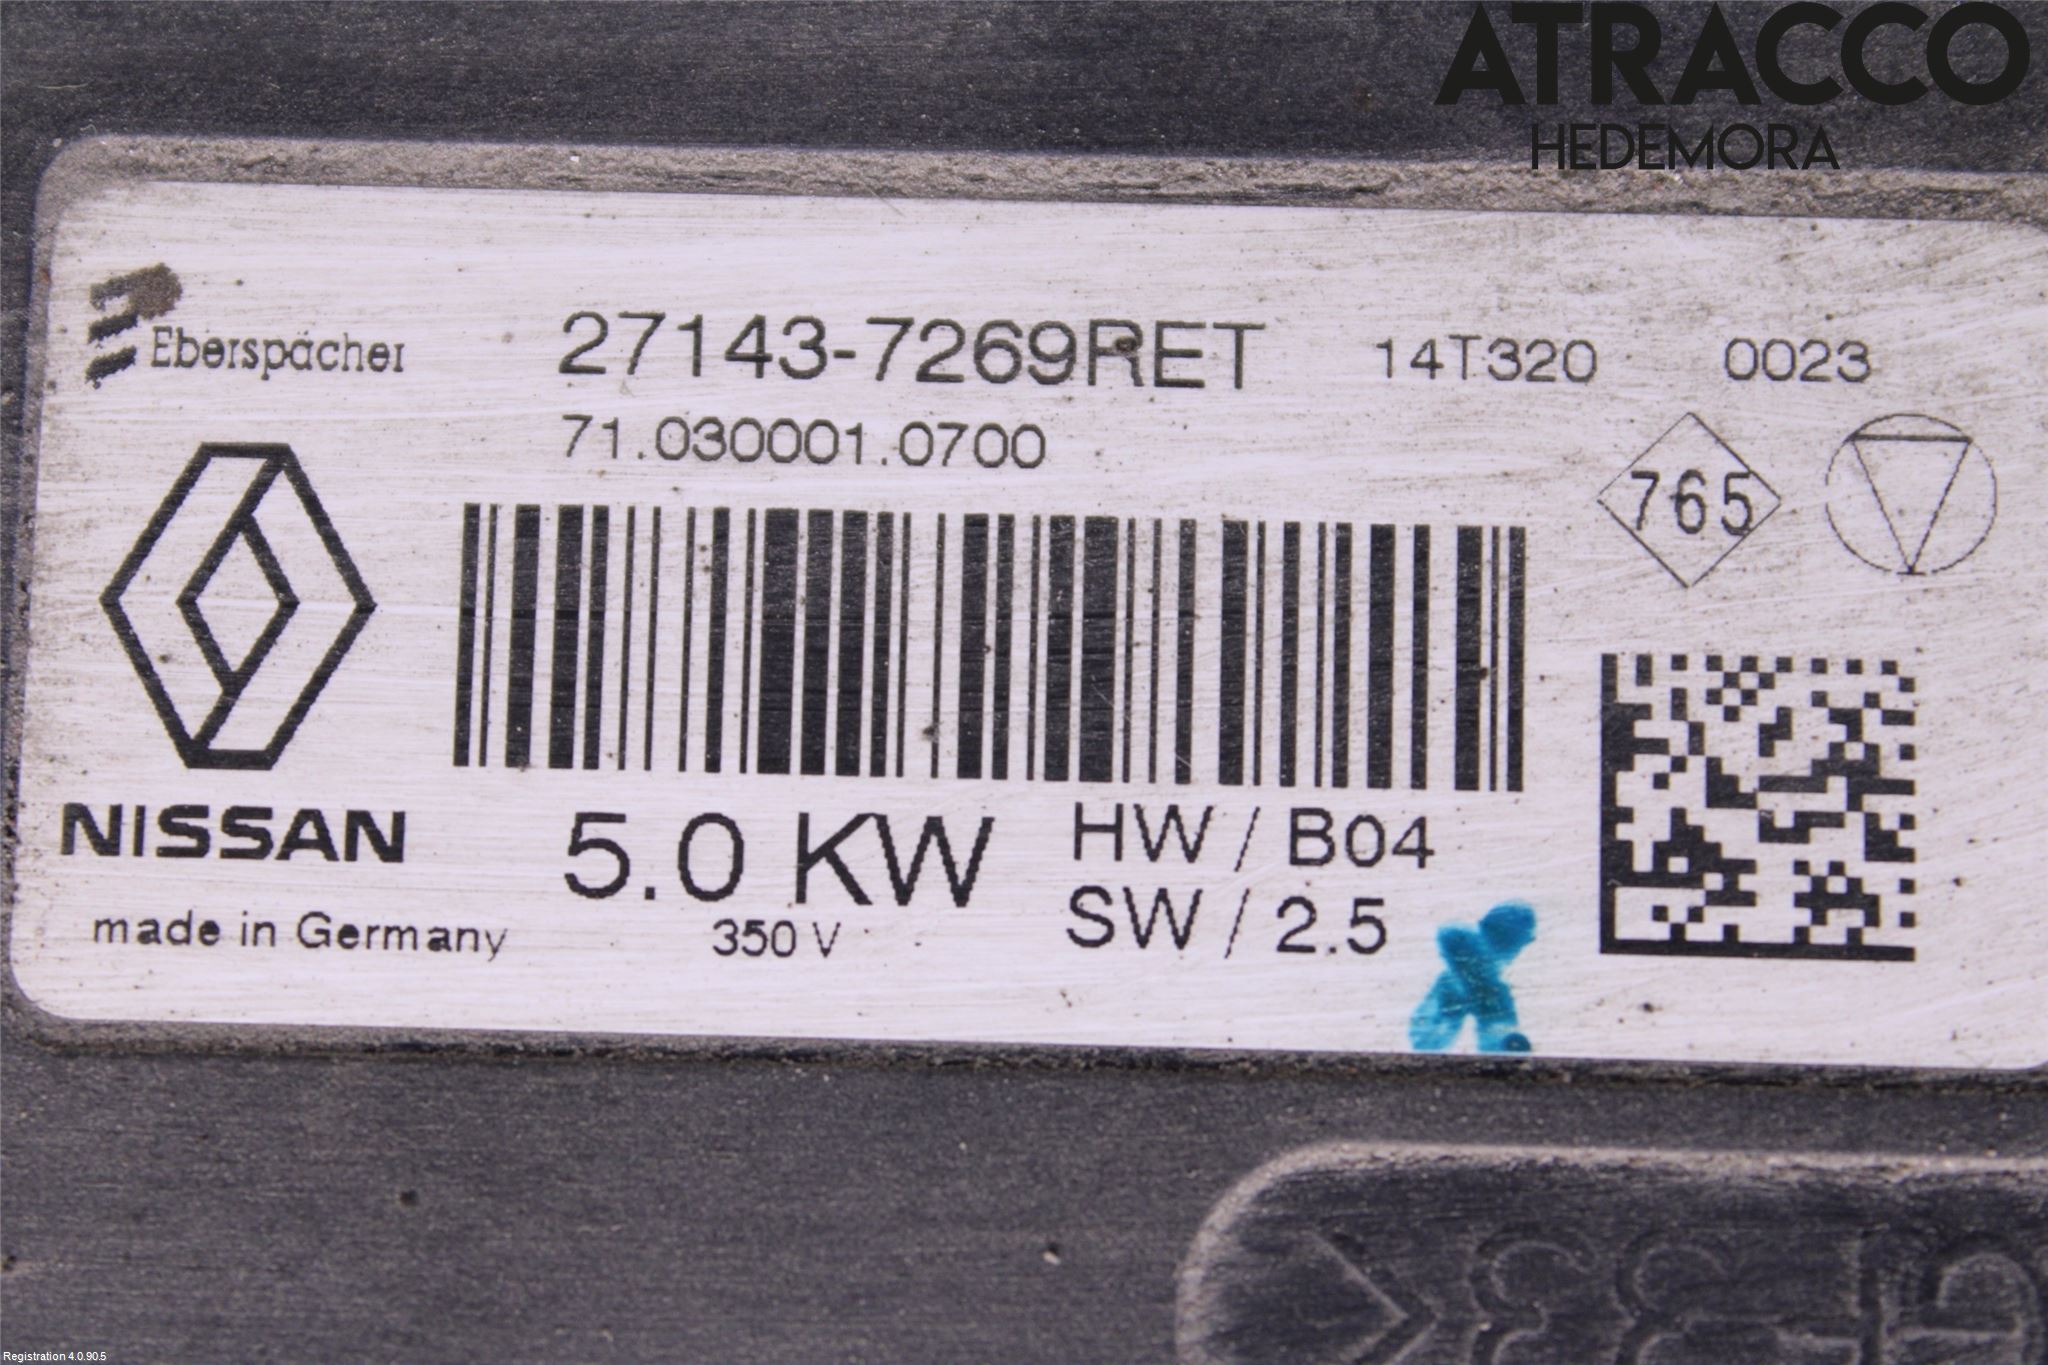 ATRACCO
HEDEMORA
Eberspächer
27143-7269RET
14T320
0023
71.030001.0700
765
NISSAN
made in Germany
5.0 KW
350 V
HW / B04
SW / 2.5
Registration 4.0.90.5